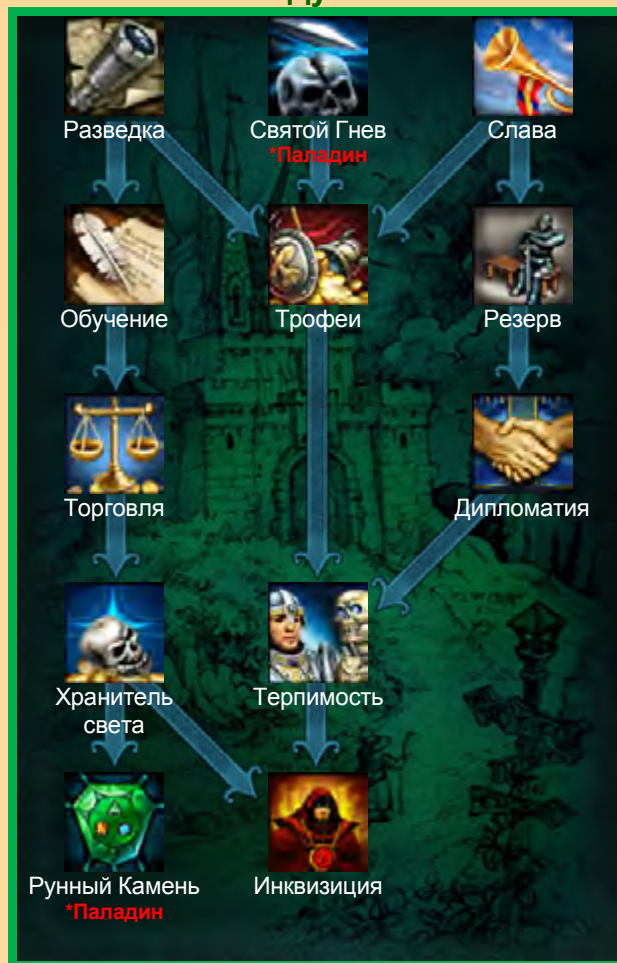 Разведка
Святой Гнев
*Паладин
Слава
Обучение
Трофеи
Резерв
Торговля
Дипломатия
Хранитель
света
Терпимость
Рунный Камень
*Паладин
Инквизиция